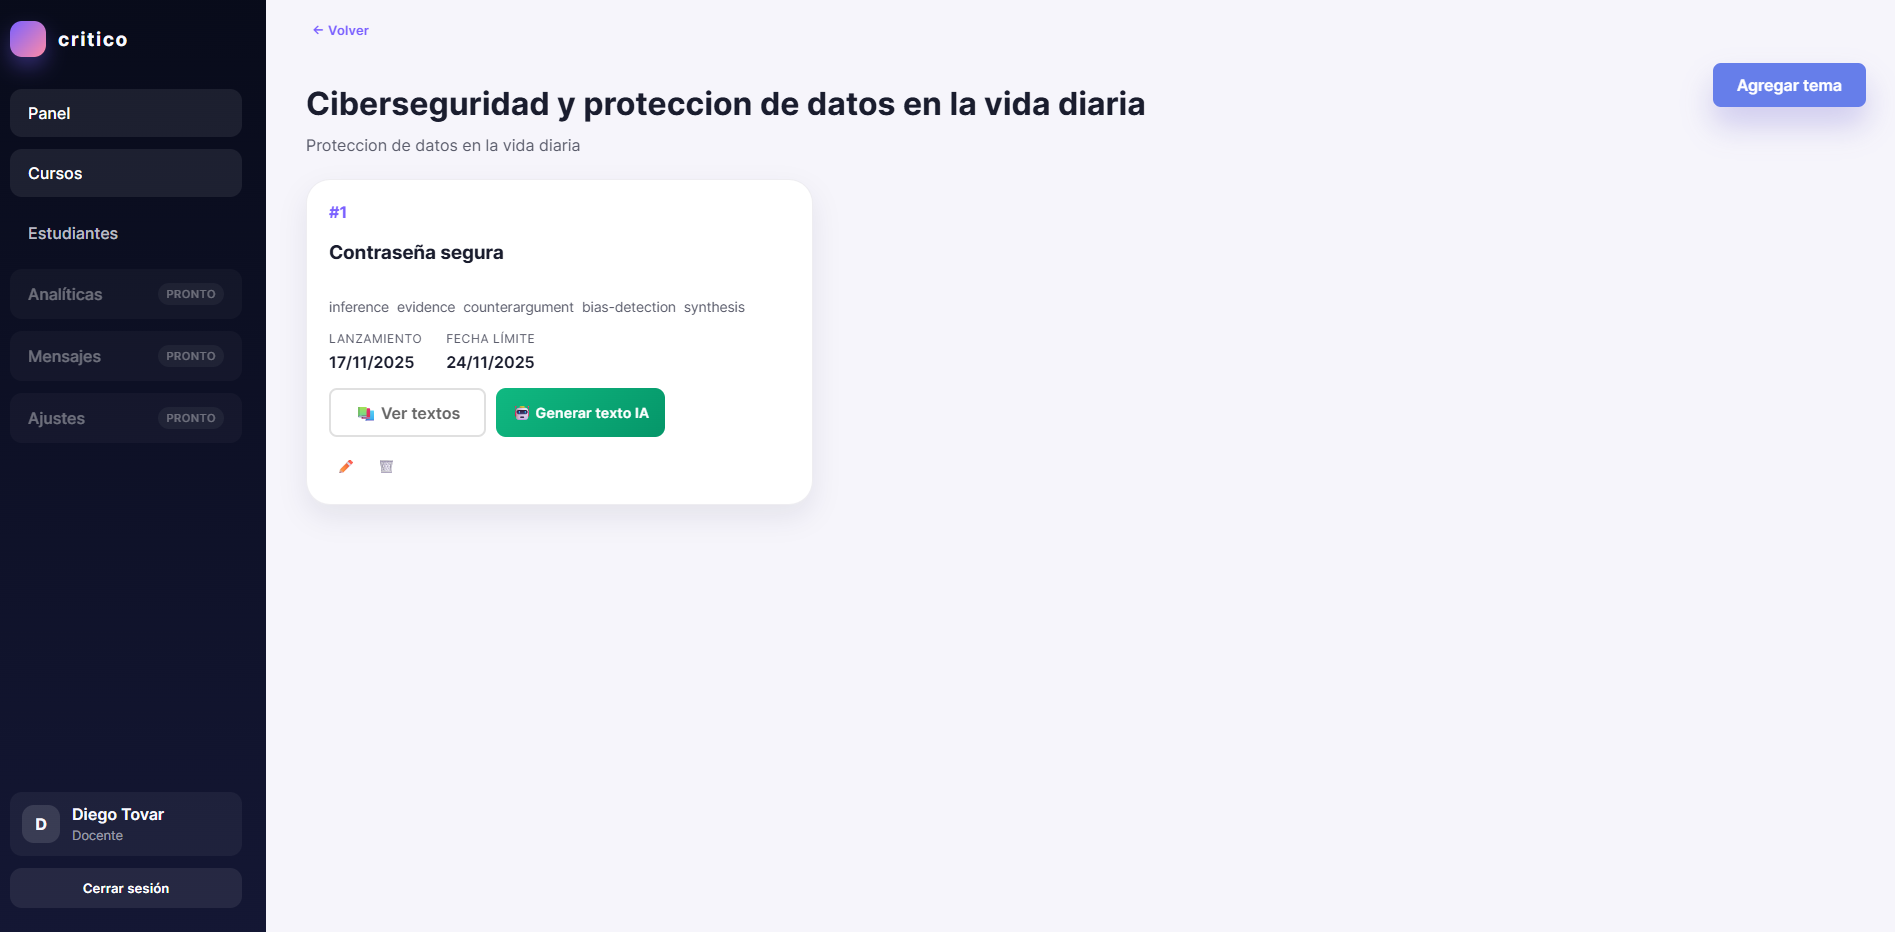 critico
Panel
Cursos
Estudiantes
Analíticas PRONTO
Mensajes PRONTO
Ajustes PRONTO
Diego Tovar
D
Docente
Cerrar sesión
← Volver
Agregar tema
Ciberseguridad y proteccion de datos en la vida diaria
Proteccion de datos en la vida diaria
#1
Contraseña segura
inference evidence counterargument bias-detection synthesis
LANZAMIENTO FECHA LÍMITE
17/11/2025 24/11/2025
Ver textos Generar texto IA